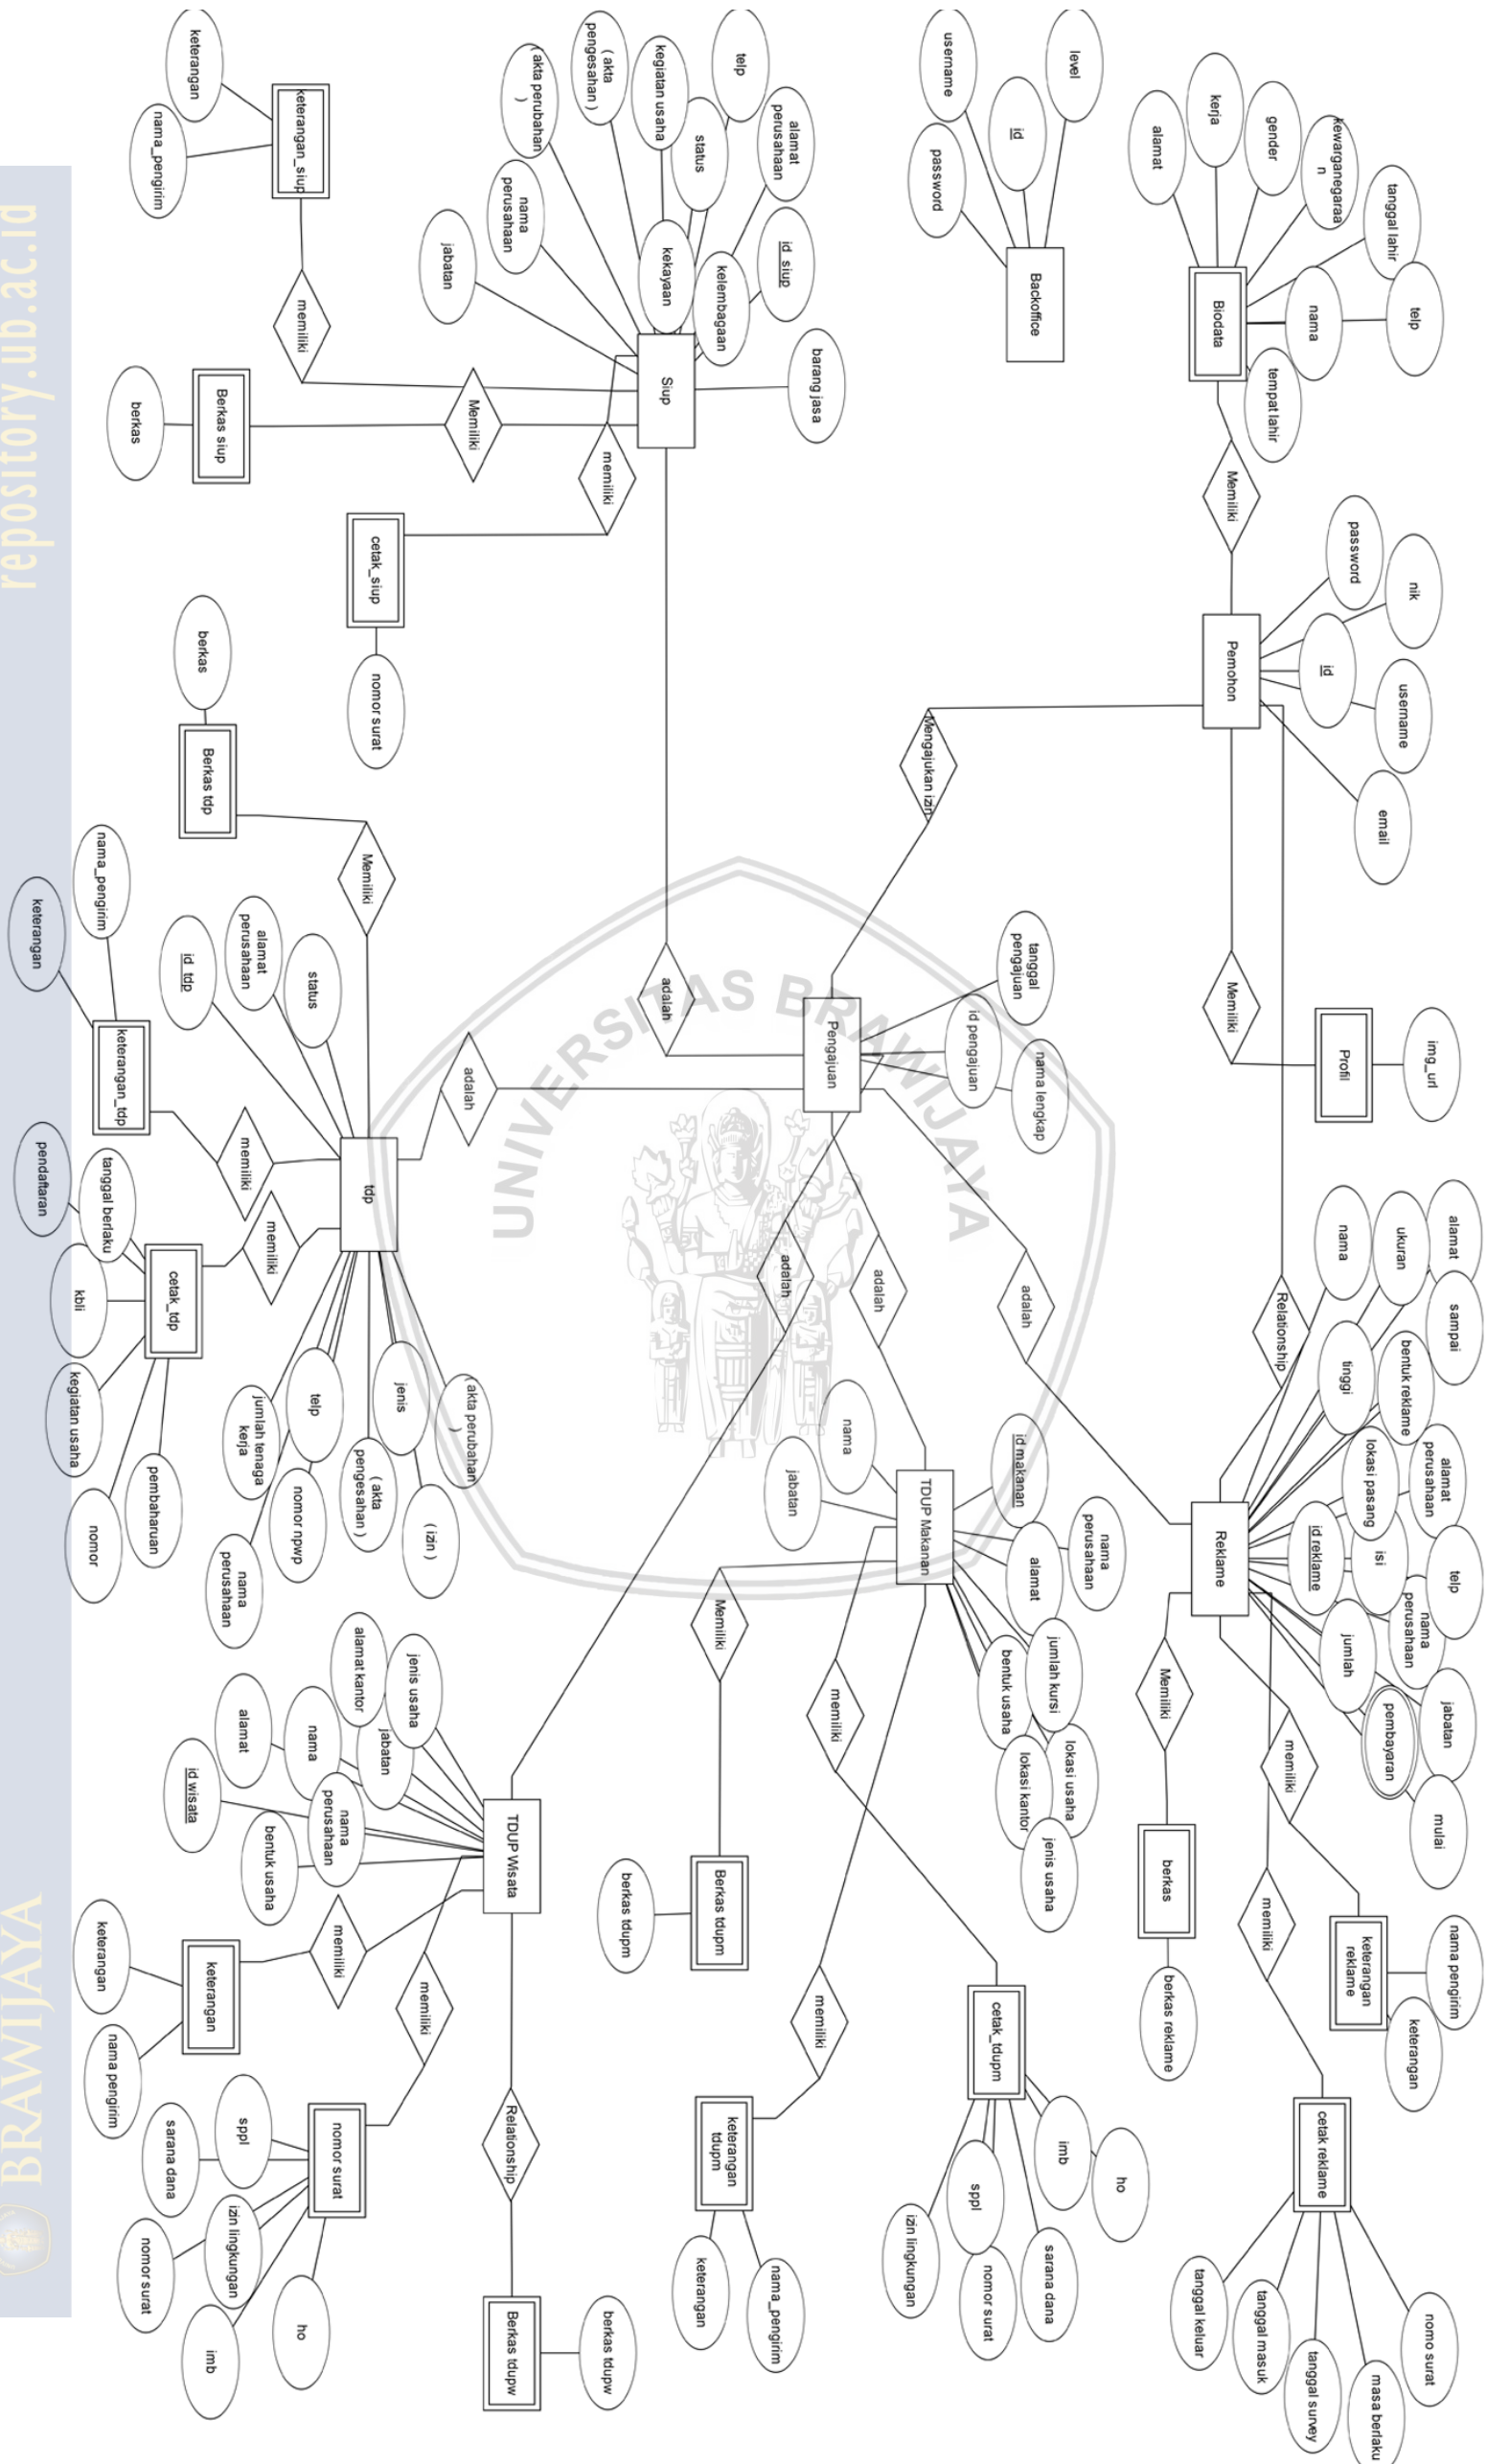 level
id
username
password
Backoffice
telp
tanggal lahir
kewarganegaraa
n
gender
kerja
alamat
nama
tempat lahir
Biodata
Memiliki
password
nik
id
username
email
Pemohon
Memiliki
img_url
Profil
Mengajukan izin
Relationship
telp
alamat
perusahaan
status
kegiatan usaha
( akta
pengesahan )
( akta perubahan
)
nama
perusahaan
jabatan
kekayaan
kelembagaan
id_siup
barang jasa
Siup
keterangan
nama_pengirim
keterangan_siup
memiliki
Memiliki
Berkas siup
berkas
memiliki
cetak_siup
nomor surat
adalah
tanggal
pengajuan
id pengajuan
nama lengkap
Pengajuan
adalah
adalah
adalah
adalah
berkas
Berkas tdp
Memiliki
status
alamat
perusahaan
id_tdp
tdp
nama_pengirim
keterangan
keterangan_tdp
memiliki
memiliki
cetak_tdp
pendaftaran
tanggal berlaku
kbli
kegiatan usaha
nomor
pembaharuan
( akta perubahan
)
jenis
( izin )
( akta
pengesahan )
telp
nomor npwp
jumlah tenaga
kerja
nama
perusahaan
nama
ukuran
alamat
sampai
tinggi
bentuk reklame
lokasi pasang
alamat
perusahaan
id reklame
isi
telp
nama
perusahaan
jumlah
jabatan
pembayaran
mulai
Reklame
Memiliki
berkas
berkas reklame
memiliki
keterangan
reklame
nama pengirim
keterangan
memiliki
cetak reklame
nomo surat
masa berlaku
tanggal survey
tanggal masuk
tanggal keluar
nama
jabatan
id makanan
nama
perusahaan
alamat
jumlah kursi
bentuk usaha
lokasi usaha
lokasi kantor
jenis usaha
TDUP Makanan
Memiliki
Berkas tdupm
berkas tdupm
memiliki
cetak_tdupm
ho
imb
sarana dana
sppl
nomor surat
izin lingkungan
memiliki
keterangan
tdupm
nama_pengirim
keterangan
jenis usaha
alamat kantor
jabatan
nama
alamat
nama
perusahaan
id wisata
bentuk usaha
TDUP Wisata
memiliki
keterangan
keterangan
nama pengirim
memiliki
nomor surat
sppl
sarana dana
izin lingkungan
nomor surat
ho
imb
Relationship
Berkas tdupw
berkas tdupw
UNIVERSITAS BRAWIJAYA
repository.ub.ac.id
BRAWIJAYA